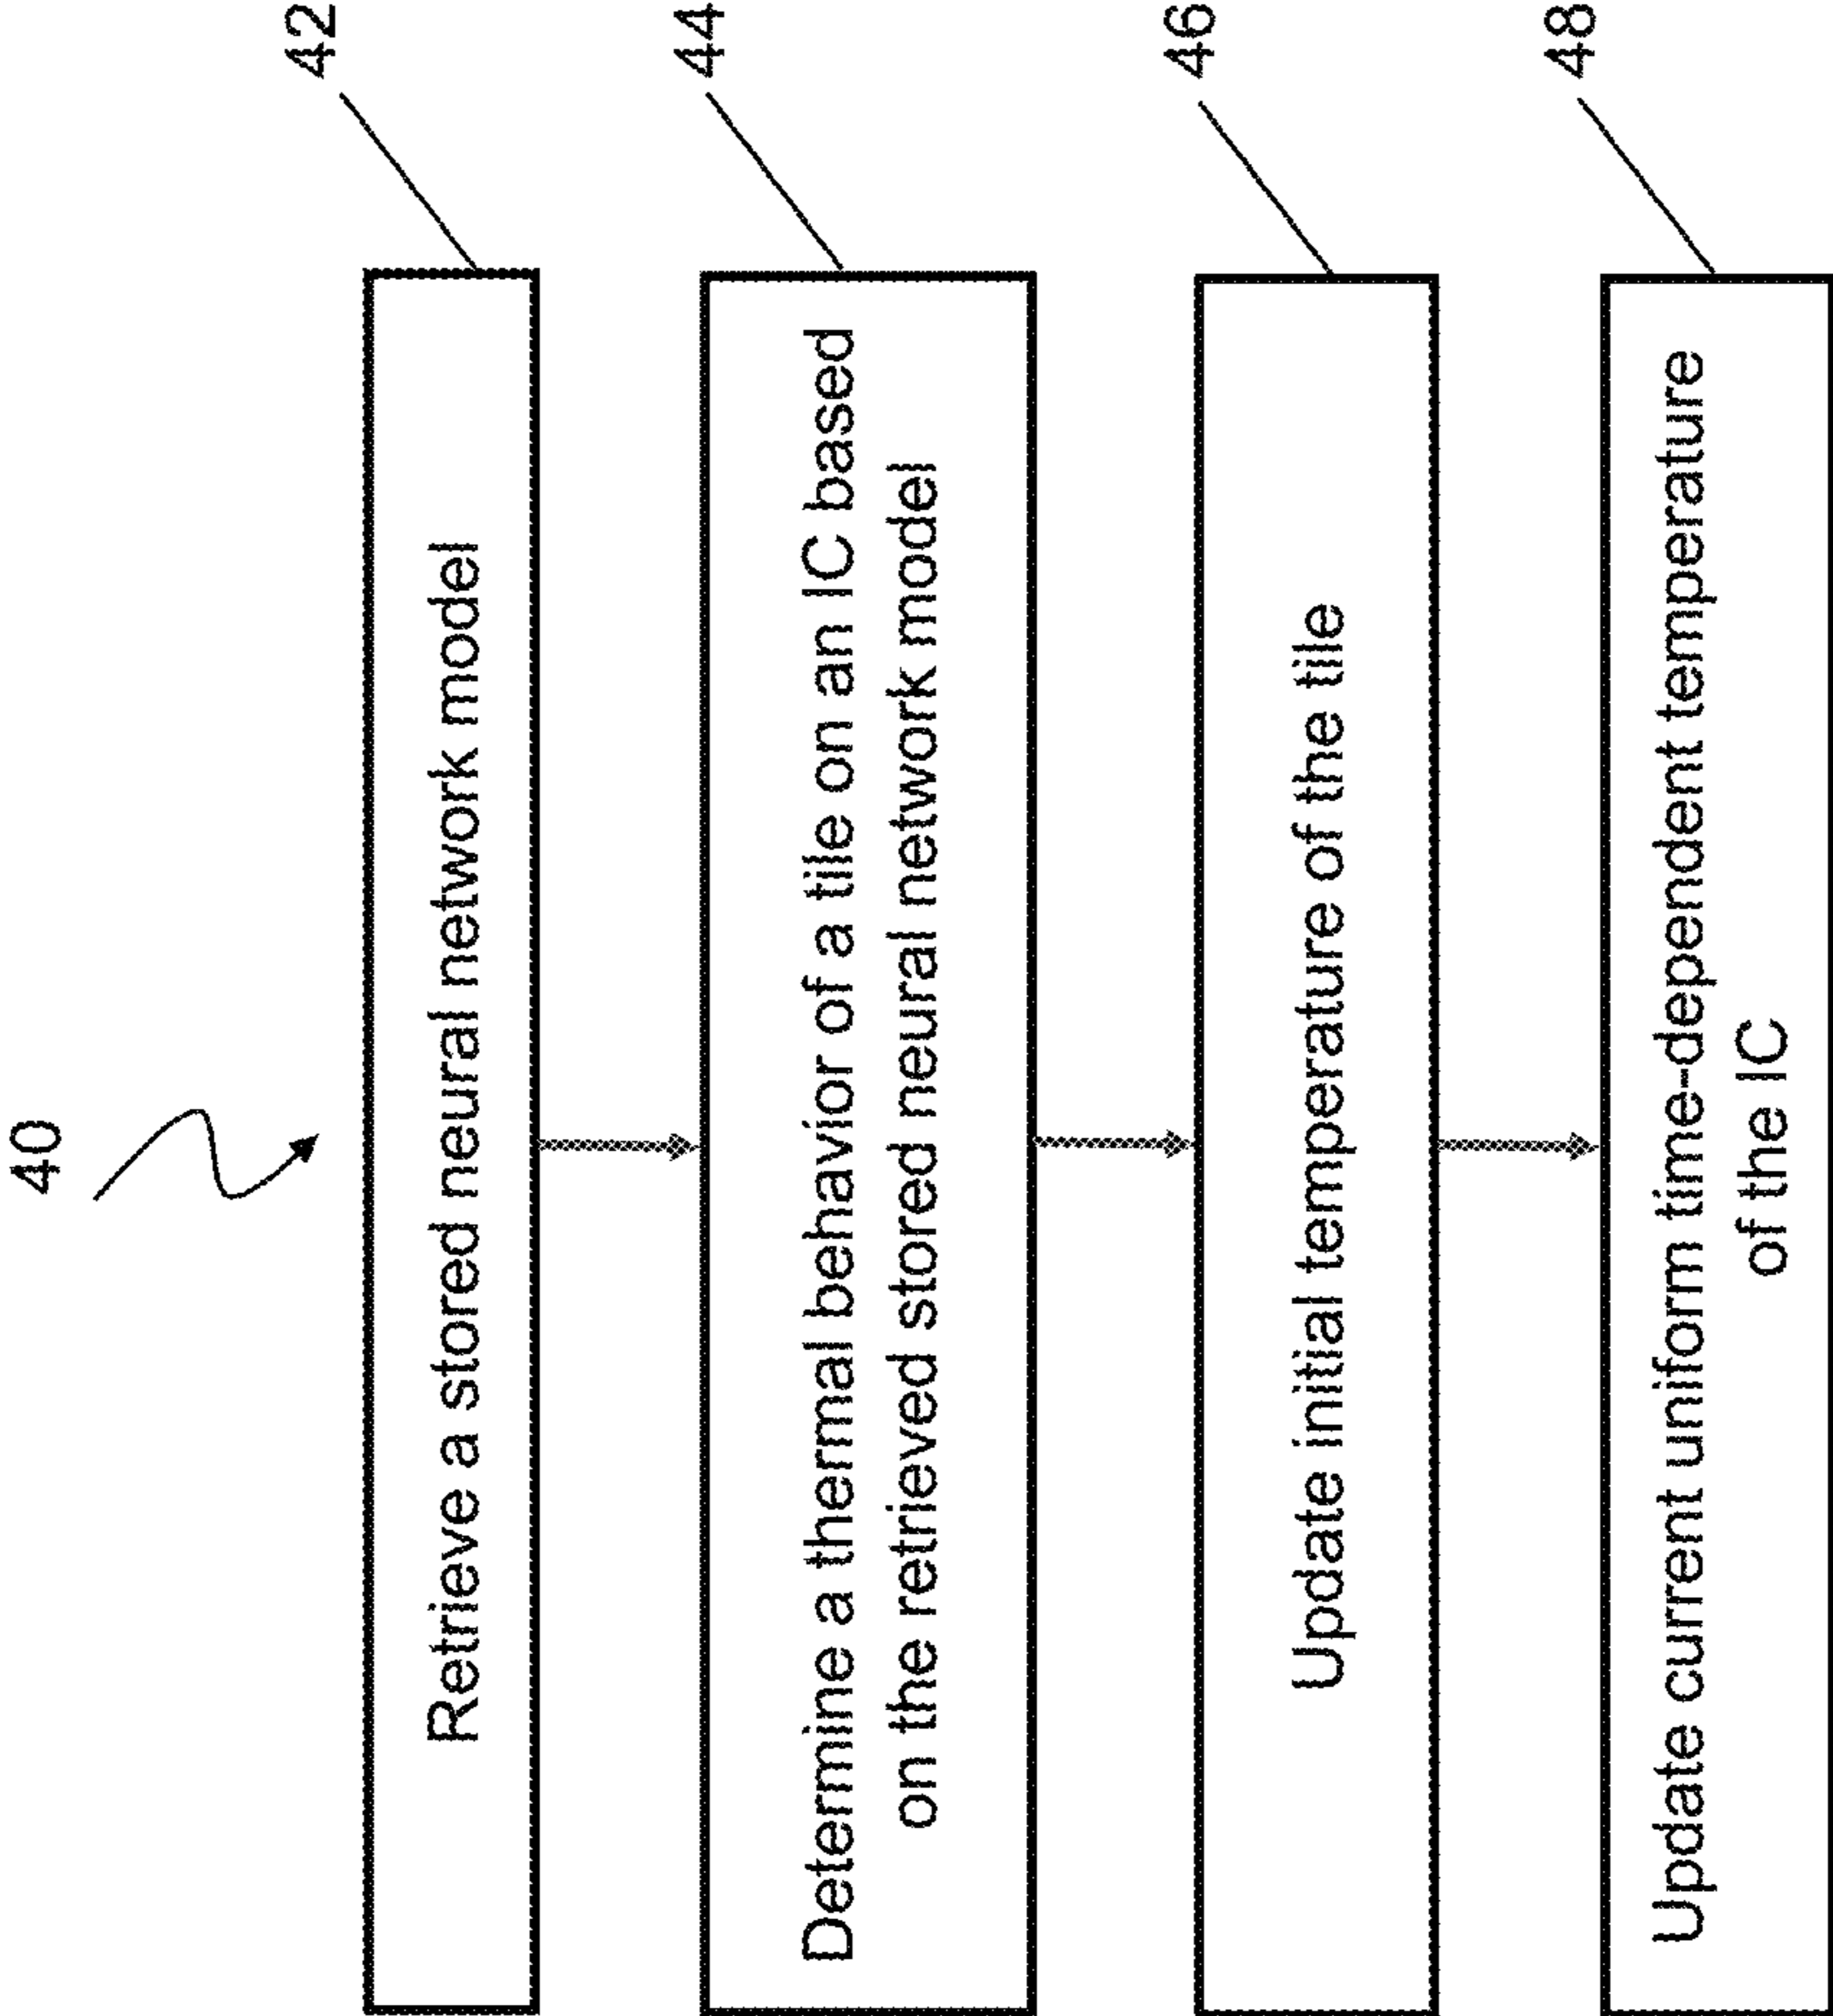 40
42
Retrieve a stored neural network model
44
Determine a thermal behavior of a tile on an IC based
on the retrieved stored neural network model
46
Update initial temperature of the tile
48
Update current uniform time-dependent temperature
of the IC